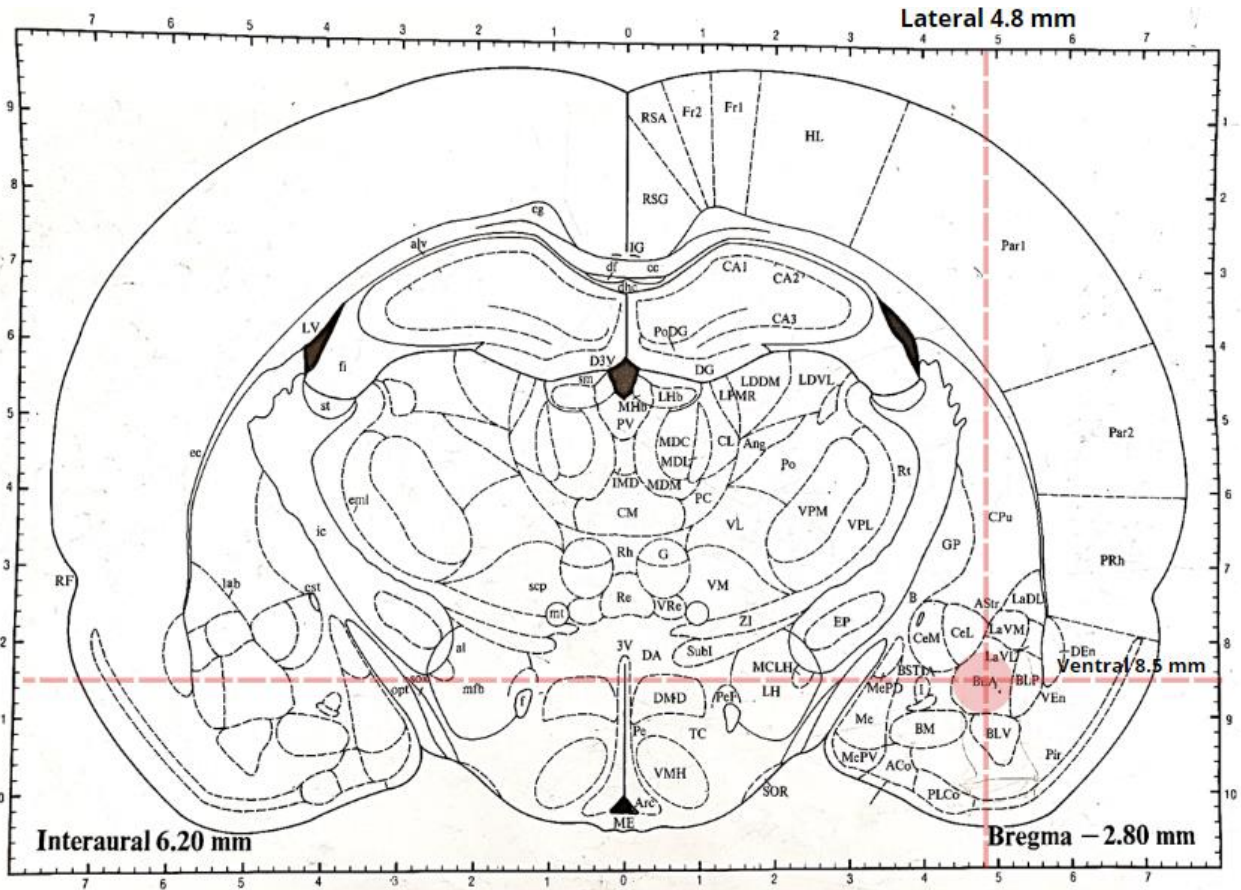 Lateral 4.8 mm
7 6 5 4 3 2 1 0 1 2 3 4 5 6 7
9 8 7 6 5 4 3 2 1 0
1 2 3 4 5 6 7 8 9 10
RSA Fr2 Fr1 HL
RSG
cg
alv IG Par1
df cc CA1 CA2
dhc
LV PoDG CA3
fi D3V DG
sm LDDM LDVL
st MHb LHb LPMR
PV Par2
ec MDC CL Ang
MDL Po Rt
eml IMD MDM PC
CM VPM VPL CPu
ic VL GP
Rh G PRh
RF lab est scp VM
Re B AStr LaDL
mt VRe ZI EP CeM CeL LaVM
al 3V DA SubI LaVL DEn
MCLH BSTIA Ventral 8.5 mm
opt sox mfb DMD PeF LH MePD I BLA BLP
f VEn
Pe TC Me BM BLV
VMH MePV ACo Pir
SOR PLCo
Arc
ME
Interaural 6.20 mm
Bregma − 2.80 mm
7 6 5 4 3 2 1 0 1 2 3 4 5 6 7